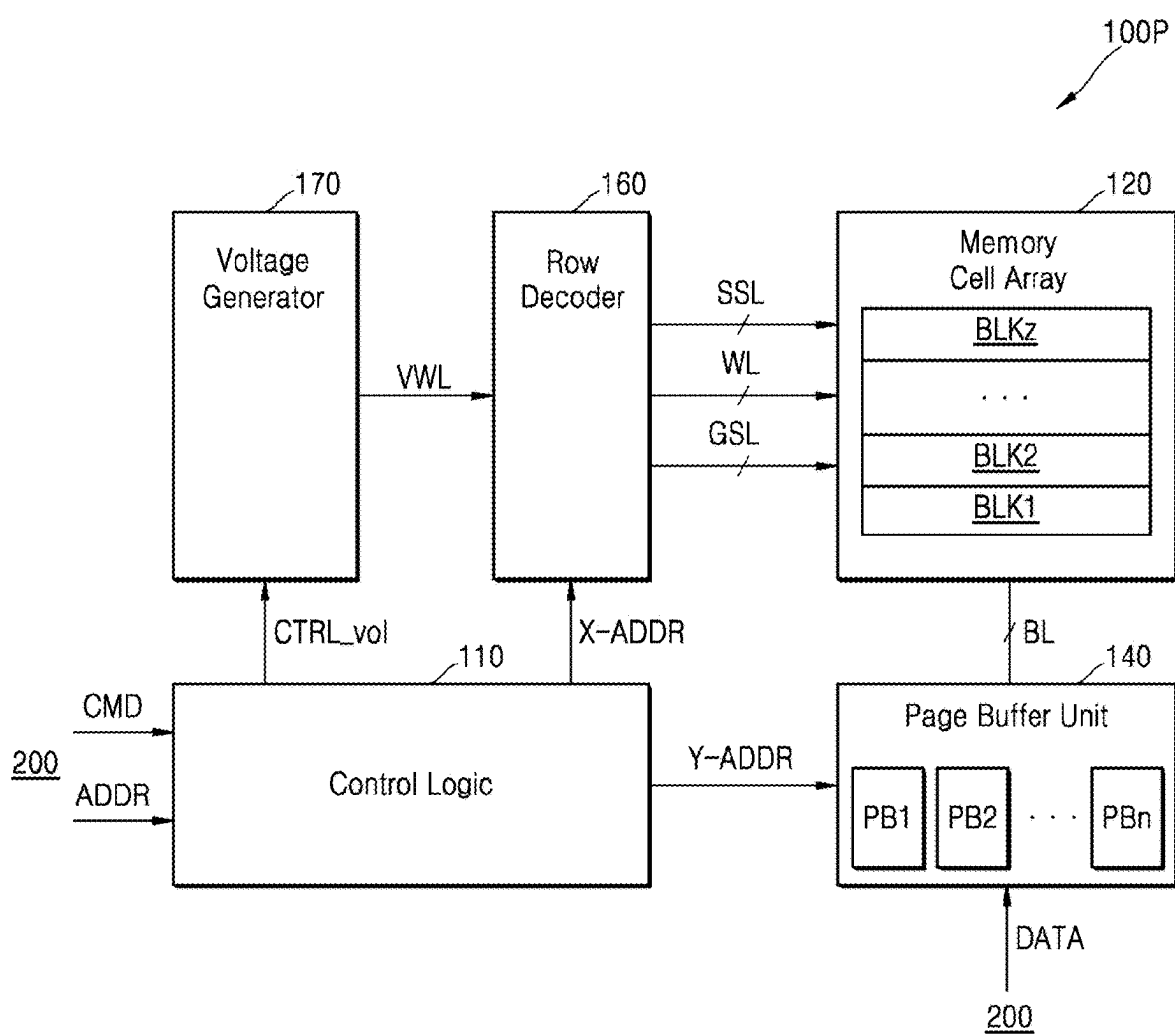 100P
170
160
120
Voltage
Generator
Row
Decoder
Memory
Cell Array
SSL
BLKz
VWL
WL
. . .
GSL
BLK2
BLK1
CTRL_vol
X-ADDR
BL
110
140
CMD
Page Buffer Unit
200
Y-ADDR
ADDR
Control Logic
PB1
PB2
. . .
PBn
DATA
200